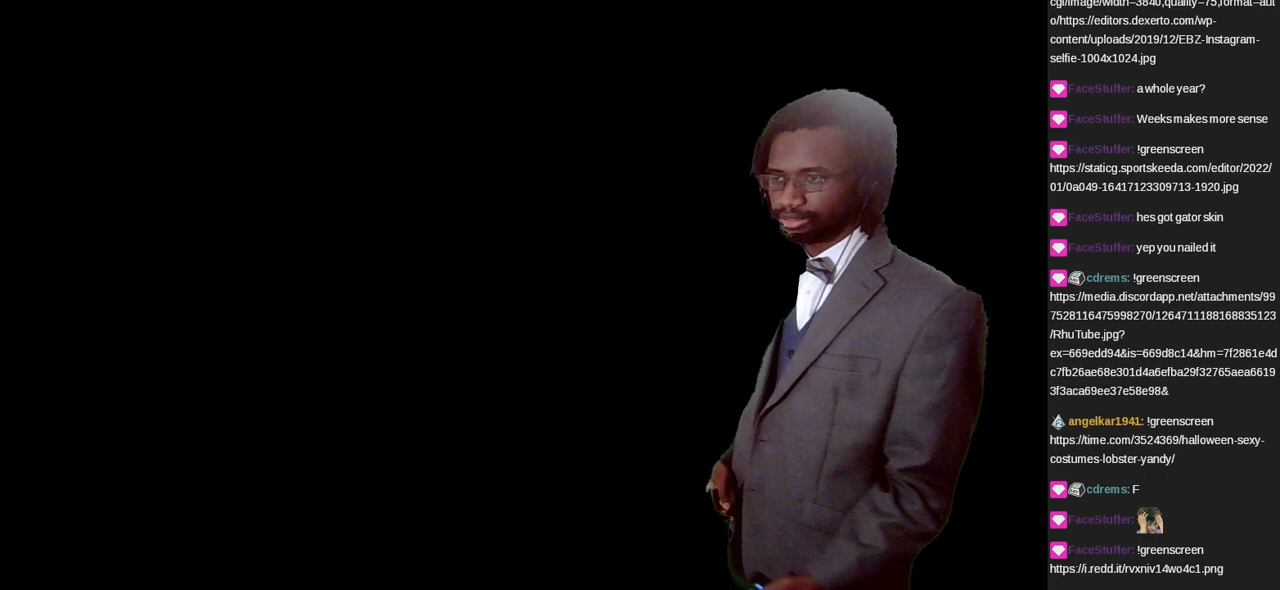 cgi/image/width=3840,quality=75,format=aut
o/https://editors.dexerto.com/wp-
content/uploads/2019/12/EBZ-Instagram-
selfie-1004x1024.jpg
FaceStuffer: a whole year?
FaceStuffer: Weeks makes more sense
FaceStuffer: !greenscreen
https://staticg.sportskeeda.com/editor/2022/
01/0a049-16417123309713-1920.jpg
FaceStuffer: hes got gator skin
FaceStuffer: yep you nailed it
cdrems: !greenscreen
https://media.discordapp.net/attachments/99
7528116475998270/1264711188168835123
/RhuTube.jpg?
ex=669edd94&is=669d8c14&hm=7f2861e4d
c7fb26ae68e301d4a6efba29f32765aea6619
3f3aca69ee37e58e98&
2 angelkar1941: !greenscreen
https://time.com/3524369/halloween-sexy-
costumes-lobster-yandy/
cdrems: F
FaceStuffer:
FaceStuffer: !greenscreen
https://i.redd.it/rvxniv14wo4c1.png